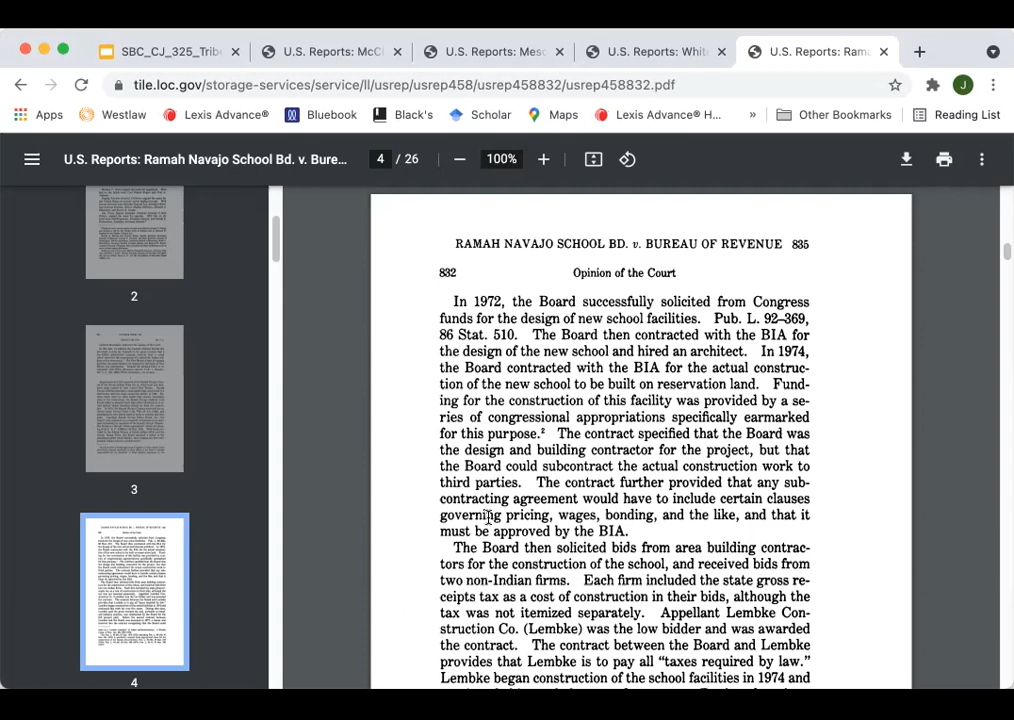 SBC_CJ_325_Tribe
U.S. Reports: McC
U.S. Reports: Mes
U.S. Reports: Whit
U.S. Reports: Ram
tile.loc.gov/storage-services/service/ll/usrep/usrep458/usrep458832/usrep458832.pdf
J
Apps
Westlaw
Lexis Advance®
Bluebook
Black's
Scholar
Maps
Lexis Advance® H...
»
Other Bookmarks
Reading List
U.S. Reports: Ramah Navajo School Bd. v. Bure...
4 / 26
100%
2
3
4
RAMAH NAVAJO SCHOOL BD. v. BUREAU OF REVENUE 835
832 Opinion of the Court
In 1972, the Board successfully solicited from Congress
funds for the design of new school facilities. Pub. L. 92–369,
86 Stat. 510. The Board then contracted with the BIA for
the design of the new school and hired an architect. In 1974,
the Board contracted with the BIA for the actual construc-
tion of the new school to be built on reservation land. Fund-
ing for the construction of this facility was provided by a se-
ries of congressional appropriations specifically earmarked
for this purpose.² The contract specified that the Board was
the design and building contractor for the project, but that
the Board could subcontract the actual construction work to
third parties. The contract further provided that any sub-
contracting agreement would have to include certain clauses
governing pricing, wages, bonding, and the like, and that it
must be approved by the BIA.
The Board then solicited bids from area building contrac-
tors for the construction of the school, and received bids from
two non-Indian firms. Each firm included the state gross re-
ceipts tax as a cost of construction in their bids, although the
tax was not itemized separately. Appellant Lembke Con-
struction Co. (Lembke) was the low bidder and was awarded
the contract. The contract between the Board and Lembke
provides that Lembke is to pay all "taxes required by law."
Lembke began construction of the school facilities in 1974 and